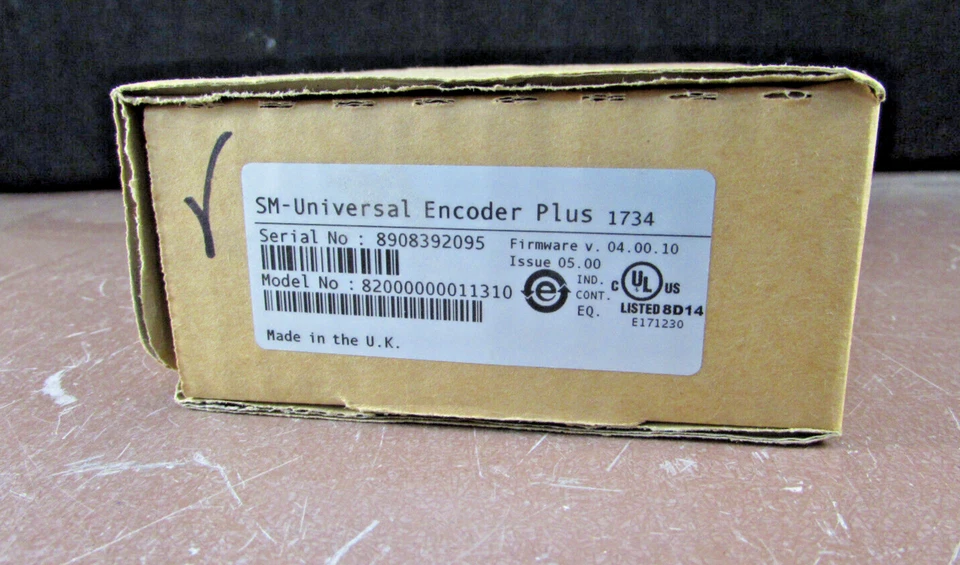 SM-Universal Encoder Plus 1734
Serial No : 8908392095
Firmware v. 04.00.10
Issue 05.00
Model No : 82000000011310
e
IND.
CONT.
EQ.
C UL US
LISTED 8D14
E171230
Made in the U.K.